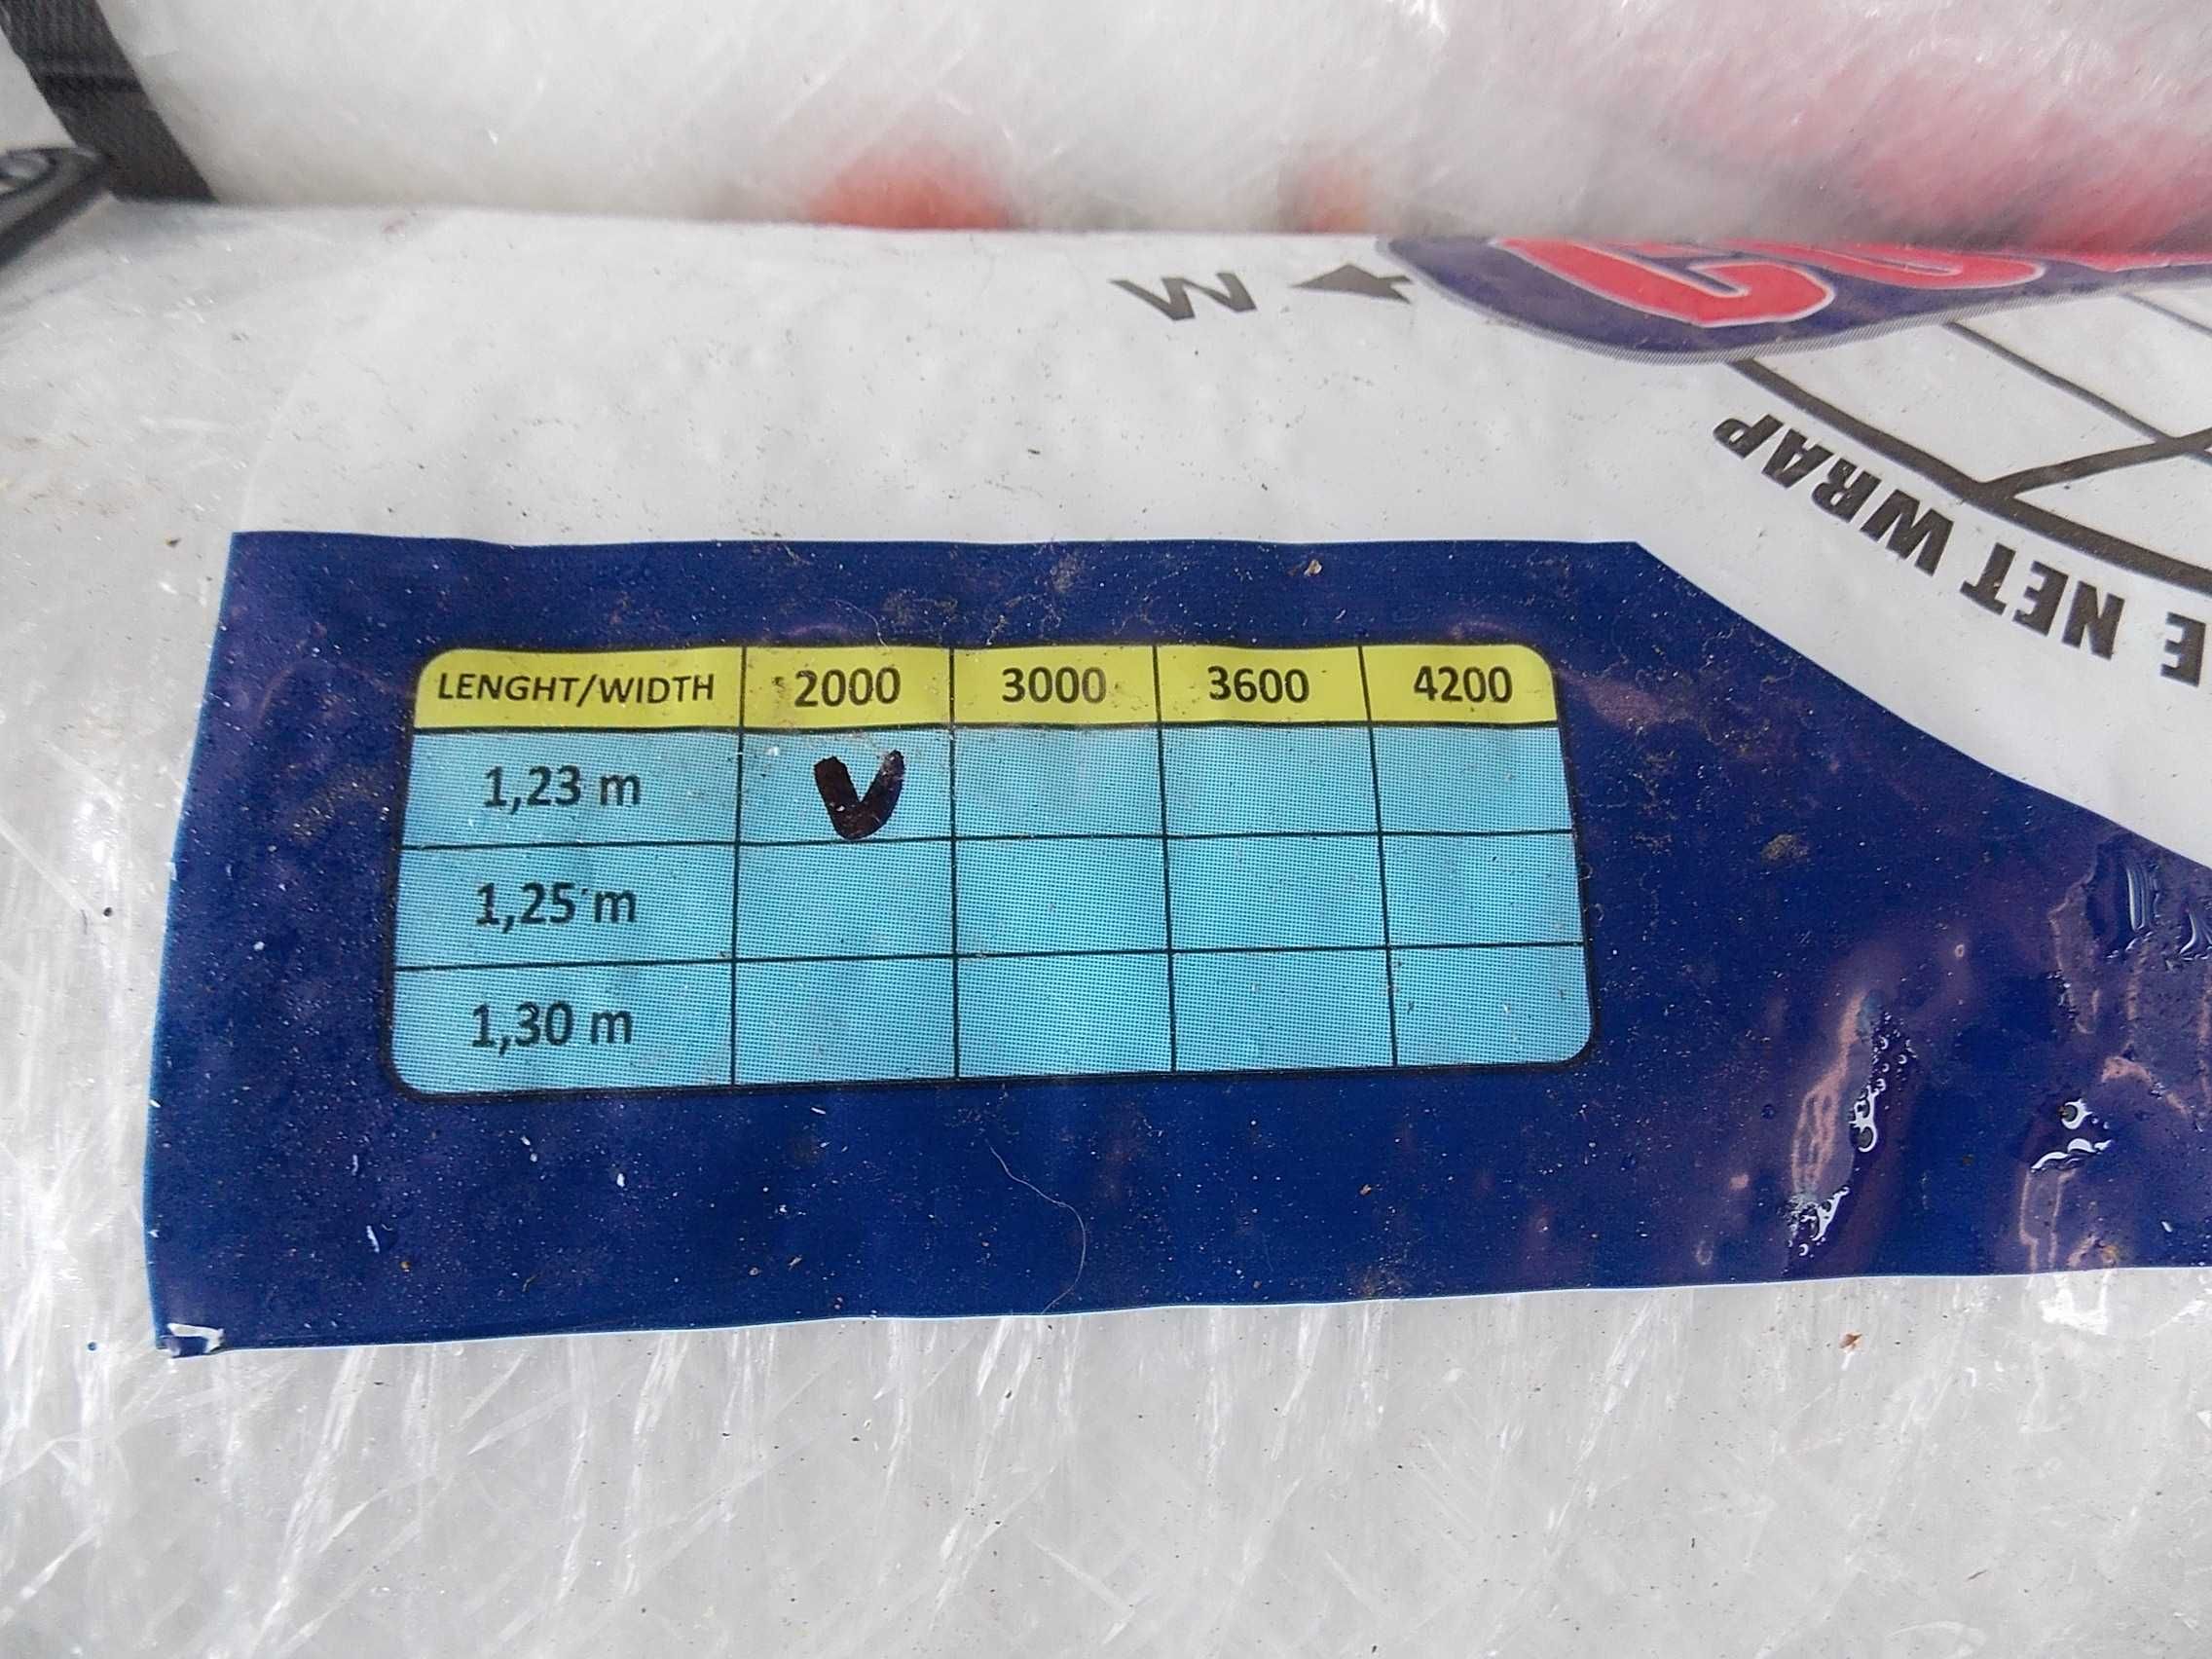 W
NET WRAP
LENGHT/WIDTH 2000 3000 3600 4200
1,23 m V
1,25 m
1,30 m